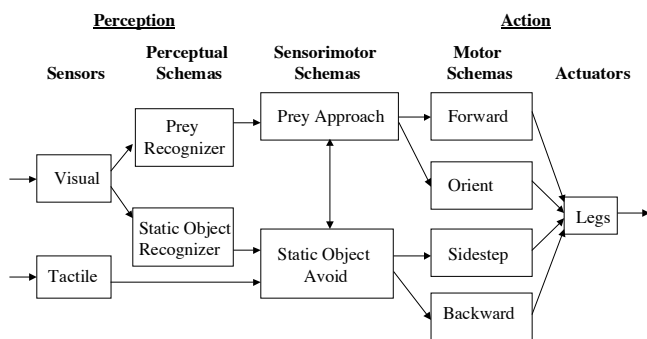 Perception
Action
Sensors
Perceptual
Schemas
Sensorimotor
Schemas
Motor
Schemas
Actuators
Visual
Tactile
Prey
Recognizer
Static Object
Recognizer
Prey Approach
Static Object
Avoid
Forward
Orient
Sidestep
Backward
Legs